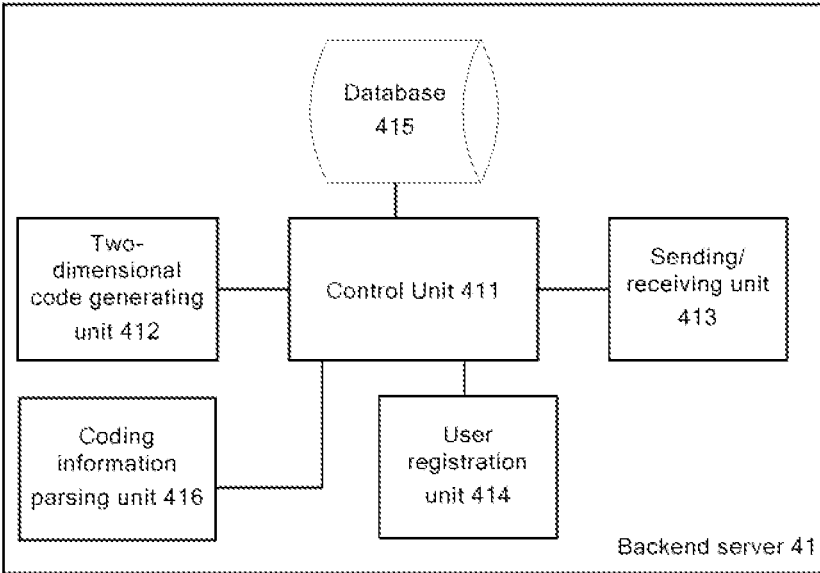 Database
415
Two-
dimensional
code generating
unit 412
Control Unit 411
Sending/
receiving unit
413
Coding
information
parsing unit 416
User
registration
unit 414
Backend server 41